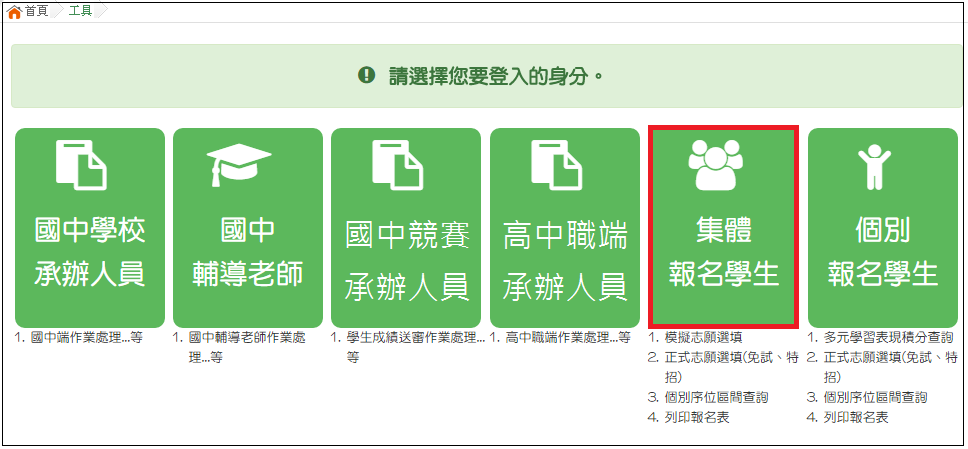 首頁 工具
請選擇您要登入的身分。
國中學校
承辦人員
1. 國中端作業處理...等
國中
輔導老師
1. 國中輔導老師作業處
理...等
國中競賽
承辦人員
1. 學生成績送審作業處理...
等
高中職端
承辦人員
1. 高中職端作業處理...等
集體
報名學生
1. 模擬志願選填
2. 正式志願選填(免試、特
招)
3. 個別序位區間查詢
4. 列印報名表
個別
報名學生
1. 多元學習表現積分查詢
2. 正式志願選填(免試、特
招)
3. 個別序位區間查詢
4. 列印報名表